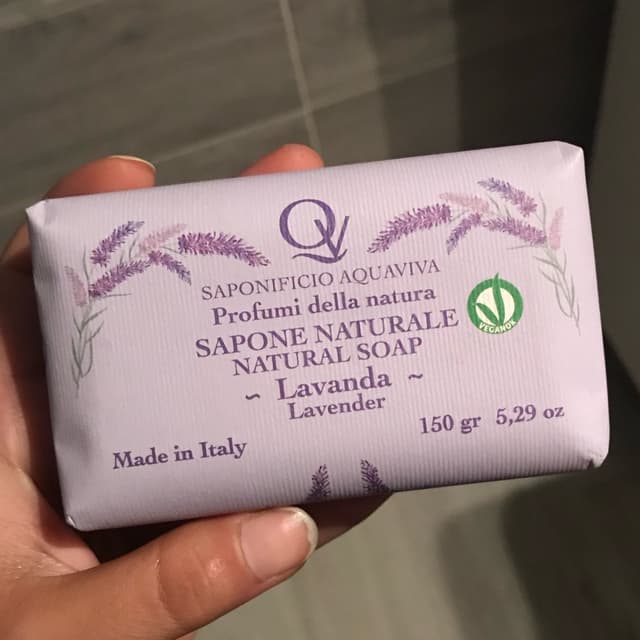 QV
SAPONIFICIO AQUAVIVA
Profumi della natura
SAPONE NATURALE
VEGANOK
NATURAL SOAP
~ Lavanda ~
Lavender
150 gr 5,29 oz
Made in Italy